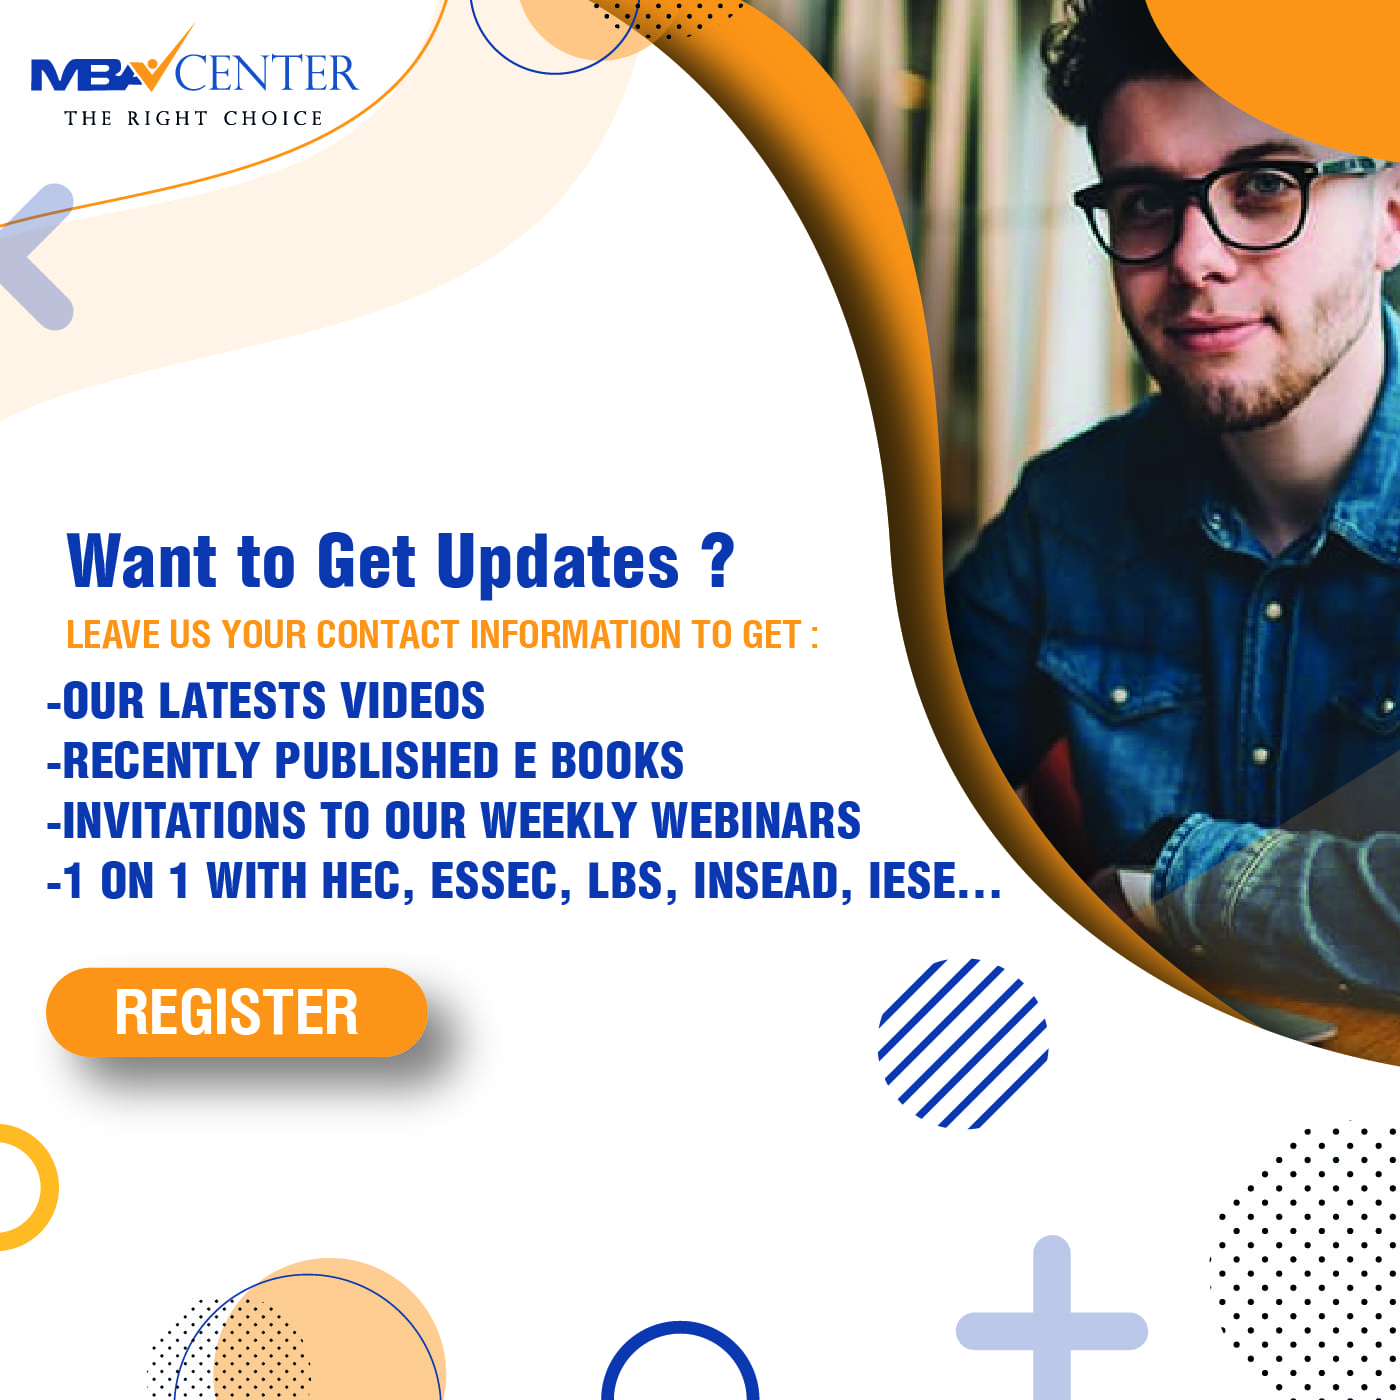 MBA CENTER
THE RIGHT CHOICE
Want to Get Updates ?
LEAVE US YOUR CONTACT INFORMATION TO GET :
-OUR LATESTS VIDEOS
-RECENTLY PUBLISHED E BOOKS
-INVITATIONS TO OUR WEEKLY WEBINARS
-1 ON 1 WITH HEC, ESSEC, LBS, INSEAD, IESE...
REGISTER